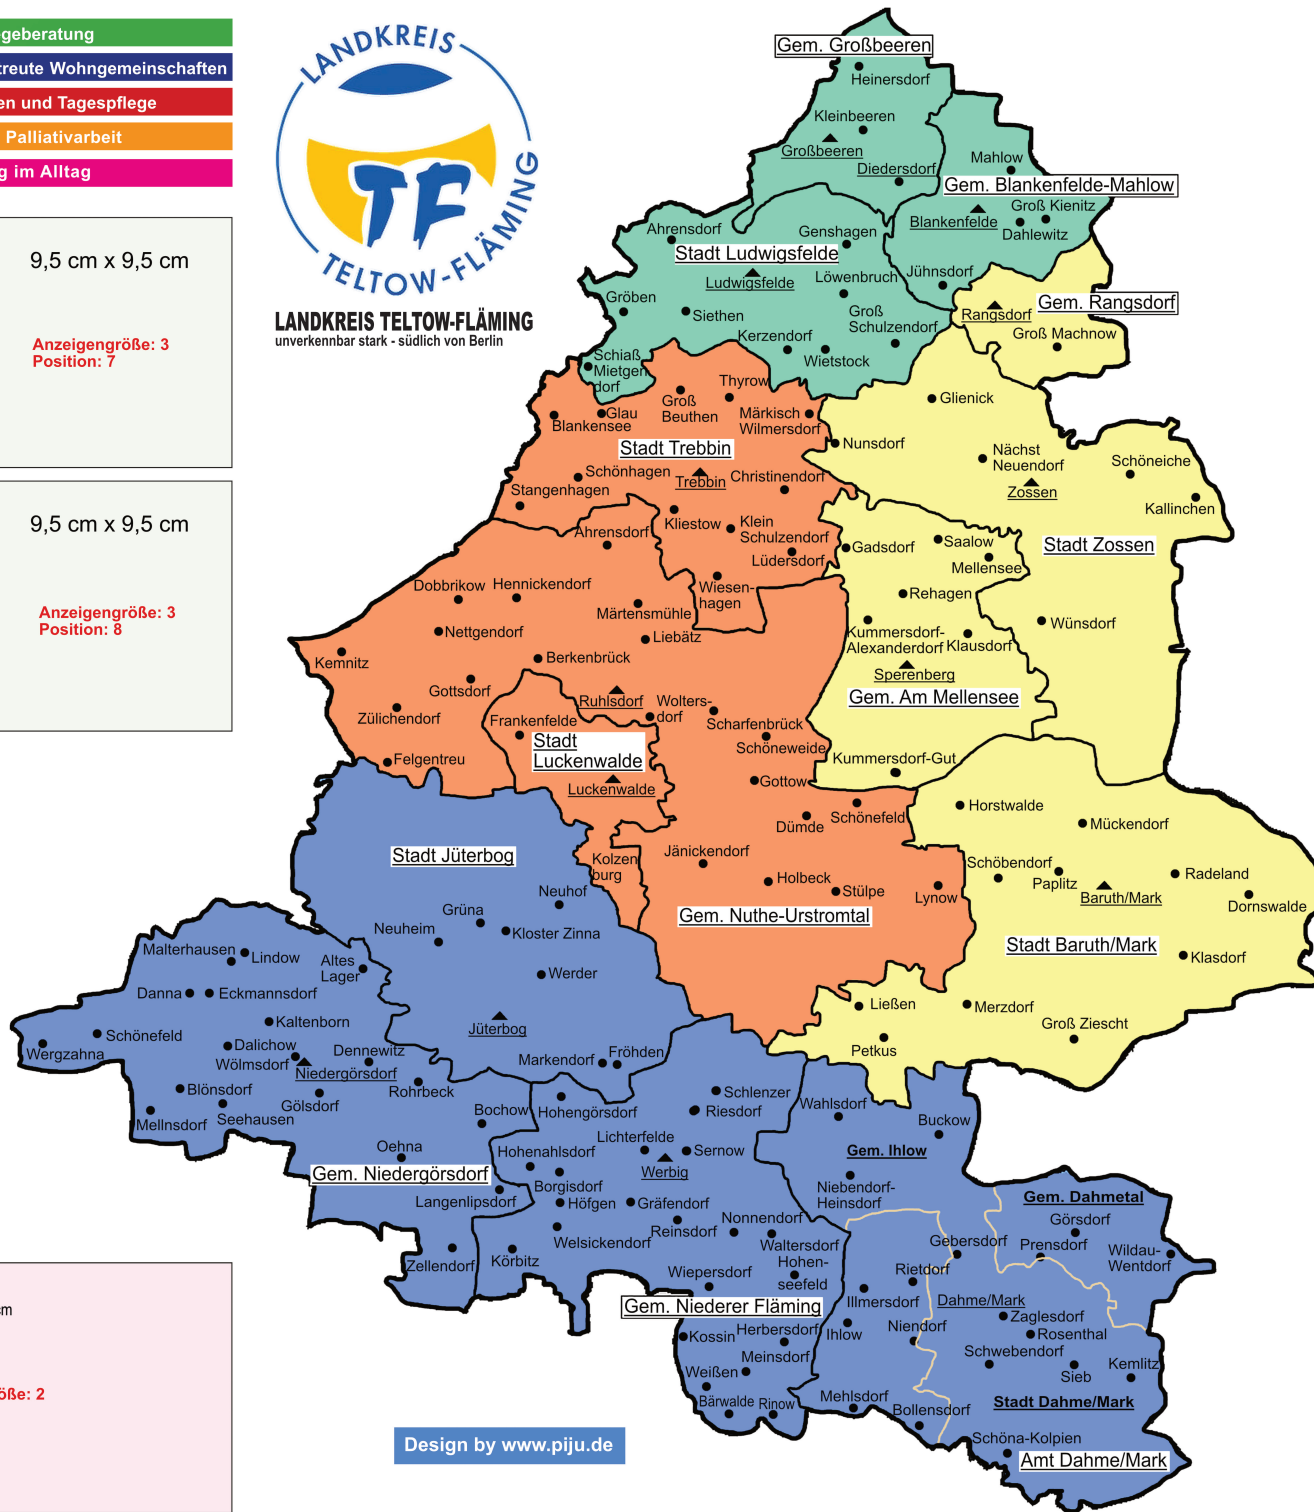 geberatung
treute Wohngemeinschaften
en und Tagespflege
Palliativarbeit
g im Alltag
9,5 cm x 9,5 cm
Anzeigengröße: 3
Position: 7
9,5 cm x 9,5 cm
Anzeigengröße: 3
Position: 8
cm
öße: 2
LANDKREIS
TF
TELTOW-FLÄMING
LANDKREIS TELTOW-FLÄMING
unverkennbar stark - südlich von Berlin
Gem. Großbeeren
Heinersdorf
Kleinbeeren
Großbeeren
Diedersdorf
Mahlow
Gem. Blankenfelde-Mahlow
Groß Kienitz
Blankenfelde
Dahlewitz
Jühnsdorf
Ahrensdorf
Genshagen
Stadt Ludwigsfelde
Ludwigsfelde
Löwenbruch
Gröben
Siethen
Groß
Schulzendorf
Kerzendorf
Wietstock
Schiaß
Mietgen
dorf
Gem. Rangsdorf
Rangsdorf
Groß Machnow
Thyrow
Groß
Beuthen
Märkisch
Wilmersdorf
Glau
Blankensee
Stadt Trebbin
Schönhagen
Trebbin
Christinendorf
Stangenhagen
Kliestow
Klein
Schulzendorf
Lüdersdorf
Wiesen-
hagen
Glienick
Nunsdorf
Nächst
Neuendorf
Zossen
Schöneiche
Kallinchen
Stadt Zossen
Wünsdorf
Gadsdorf
Saalow
Mellensee
Rehagen
Kummersdorf-
Alexanderdorf
Klausdorf
Sperenberg
Gem. Am Mellensee
Kummersdorf-Gut
Ahrensdorf
Dobbrikow
Hennickendorf
Märtensmühle
Nettgendorf
Liebätz
Kemnitz
Berkenbrück
Gottsdorf
Ruhlsdorf
Wolters-
dorf
Zülichendorf
Scharfenbrück
Schöneweide
Felgentreu
Gottow
Dümde
Schönefeld
Jänickendorf
Holbeck
Stülpe
Lynow
Gem. Nuthe-Urstromtal
Frankenfelde
Stadt
Luckenwalde
Luckenwalde
Kolzen
burg
Horstwalde
Mückendorf
Schöbendorf
Paplitz
Baruth/Mark
Radeland
Dornswalde
Stadt Baruth/Mark
Klasdorf
Ließen
Merzdorf
Groß Ziescht
Petkus
Stadt Jüterbog
Neuhof
Grüna
Neuheim
Kloster Zinna
Werder
Jüterbog
Markendorf
Fröhden
Malterhausen
Lindow
Altes
Lager
Danna
Eckmannsdorf
Kaltenborn
Schönefeld
Wergzahna
Dalichow
Wölmsdorf
Dennewitz
Niedergörsdorf
Rohrbeck
Blönsdorf
Gölsdorf
Seehausen
Mellnsdorf
Bochow
Oehna
Gem. Niedergörsdorf
Langenlipsdorf
Zellendorf
Schlenzer
Riesdorf
Hohengörsdorf
Lichterfelde
Hohenahlsdorf
Sernow
Werbig
Borgisdorf
Höfgen
Gräfendorf
Reinsdorf
Nonnendorf
Welsickendorf
Waltersdorf
Körbitz
Hohen-
seefeld
Wiepersdorf
Gem. Niederer Fläming
Kossin
Herbersdorf
Meinsdorf
Weißen
Bärwalde
Rinow
Wahlsdorf
Buckow
Gem. Ihlow
Niebendorf-
Heinsdorf
Gem. Dahmetal
Görsdorf
Prensdorf
Wildau-
Wentdorf
Gebersdorf
Rietdorf
Illmersdorf
Ihlow
Niendorf
Dahme/Mark
Zaglesdorf
Rosenthal
Schwebendorf
Sieb
Kemlitz
Mehlsdorf
Bollensdorf
Stadt Dahme/Mark
Schöna-Kolpien
Amt Dahme/Mark
Design by www.piju.de